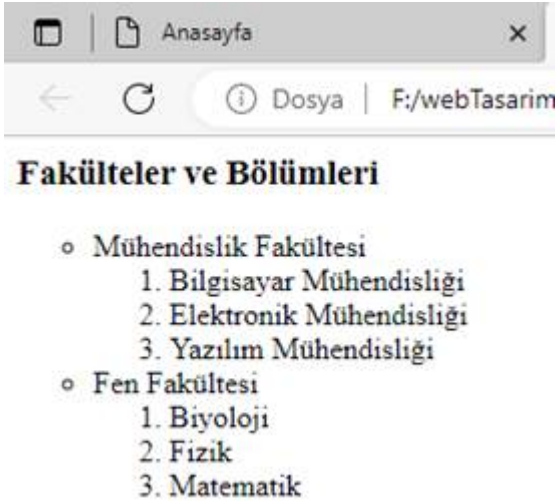 Anasayfa
Dosya | F:/webTasarim
Fakülteler ve Bölümleri
Mühendislik Fakültesi
1. Bilgisayar Mühendisliği
2. Elektronik Mühendisliği
3. Yazılım Mühendisliği
Fen Fakültesi
1. Biyoloji
2. Fizik
3. Matematik